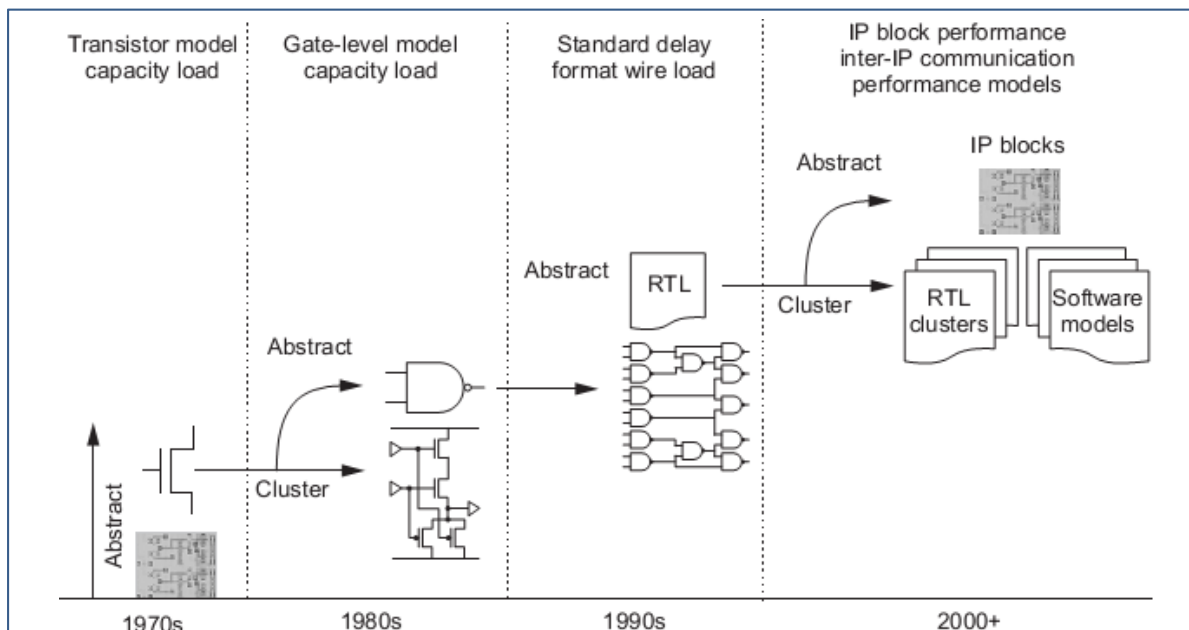 Transistor model
capacity load
Gate-level model
capacity load
Standard delay
format wire load
IP block performance
inter-IP communication
performance models
Abstract
IP blocks
Abstract
RTL
Cluster
RTL
clusters
Software
models
Abstract
Cluster
Abstract
1970s
1980s
1990s
2000+